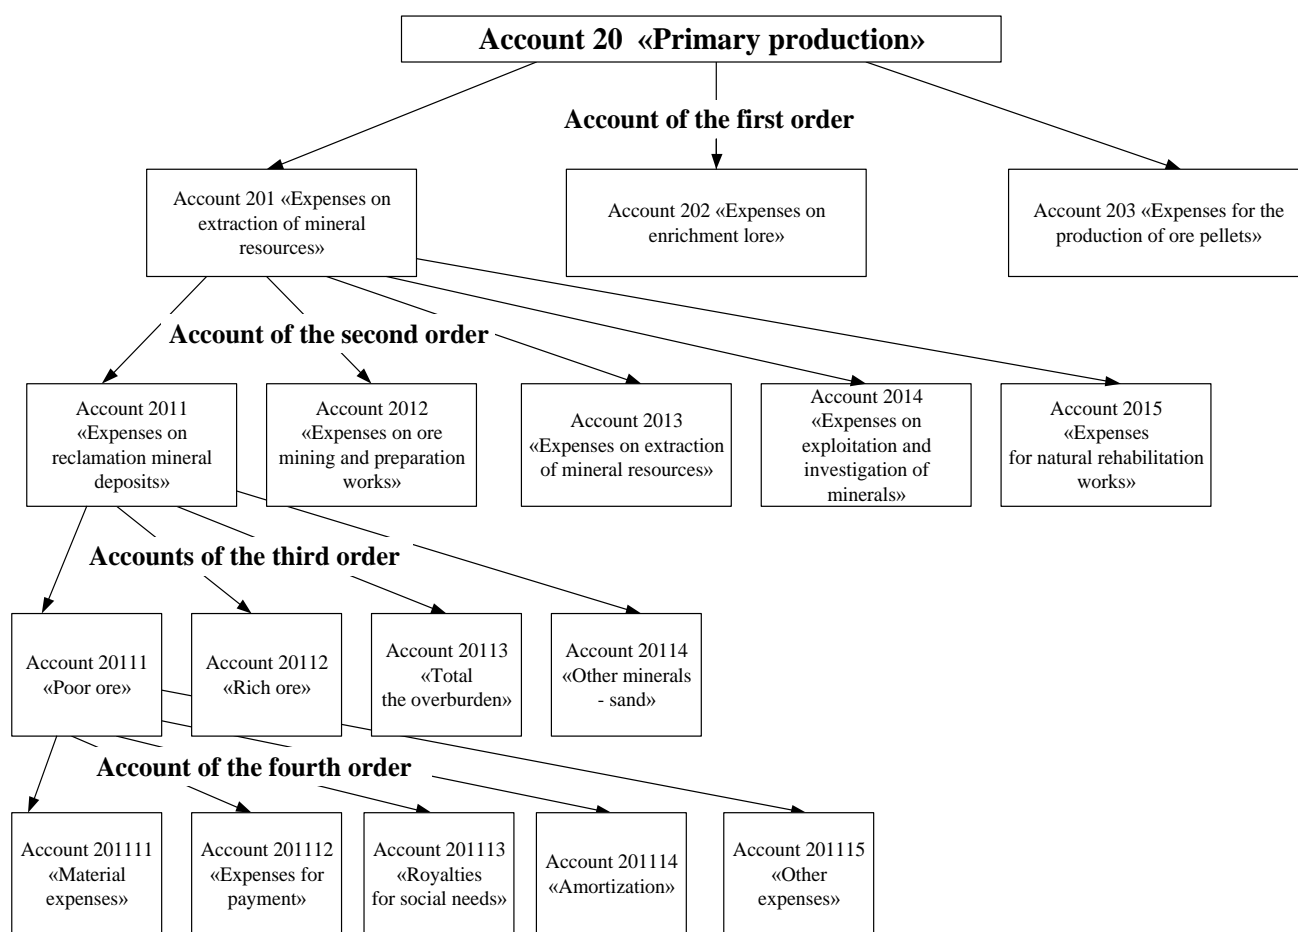 Account 20 «Primary production»
Account of the first order
Account 201 «Expenses on
extraction of mineral
resources»
Account 202 «Expenses on
enrichment lore»
Account 203 «Expenses for the
production of ore pellets»
Account of the second order
Account 2011
«Expenses on
reclamation mineral
deposits»
Account 2012
«Expenses on ore
mining and preparation
works»
Account 2013
«Expenses on extraction
of mineral resources»
Account 2014
«Expenses on
exploitation and
investigation of
minerals»
Account 2015
«Expenses
for natural rehabilitation
works»
Accounts of the third order
Account 20111
«Poor ore»
Account 20112
«Rich ore»
Account 20113
«Total
the overburden»
Account 20114
«Other minerals
- sand»
Account of the fourth order
Account 201111
«Material
expenses»
Account 201112
«Expenses for
payment»
Account 201113
«Royalties
for social needs»
Account 201114
«Amortization»
Account 201115
«Other
expenses»